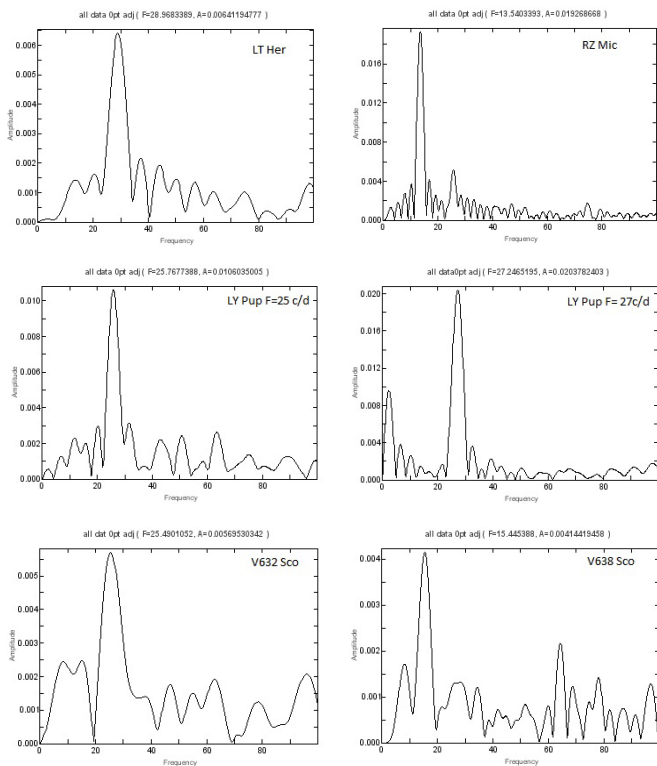 all data 0pt adj ( F=28.9683389, A=0.00641194777)
LT Her
0.006
0.005
0.004
0.003
0.002
0.001
0.000
Amplitude
0 20 40 60 80
Frequency
all data 0pt adj ( F=13.5403393, A=0.019268668)
RZ Mic
0.016
0.012
0.008
0.004
0.000
Amplitude
0 20 40 60 80
Frequency
all data 0pt adj ( F=25.7677388, A=0.0106035005)
LY Pup F=25 c/d
0.010
0.007
0.004
0.002
0.000
Amplitude
0 20 40 60 80
Frequency
all data0pt adj ( F=27.2465195, A=0.0203782403)
LY Pup F= 27c/d
0.020
0.016
0.012
0.008
0.004
0.000
Amplitude
0 20 40 60 80
Frequency
all dat 0pt adj ( F=25.4901052, A=0.00569530342)
V632 Sco
0.005
0.004
0.003
0.002
0.001
0.000
Amplitude
0 20 40 60 80
Frequency
all data 0pt adj ( F=15.445388, A=0.00414419458)
V638 Sco
0.004
0.003
0.002
0.001
0.000
Amplitude
0 20 40 60 80
Frequency